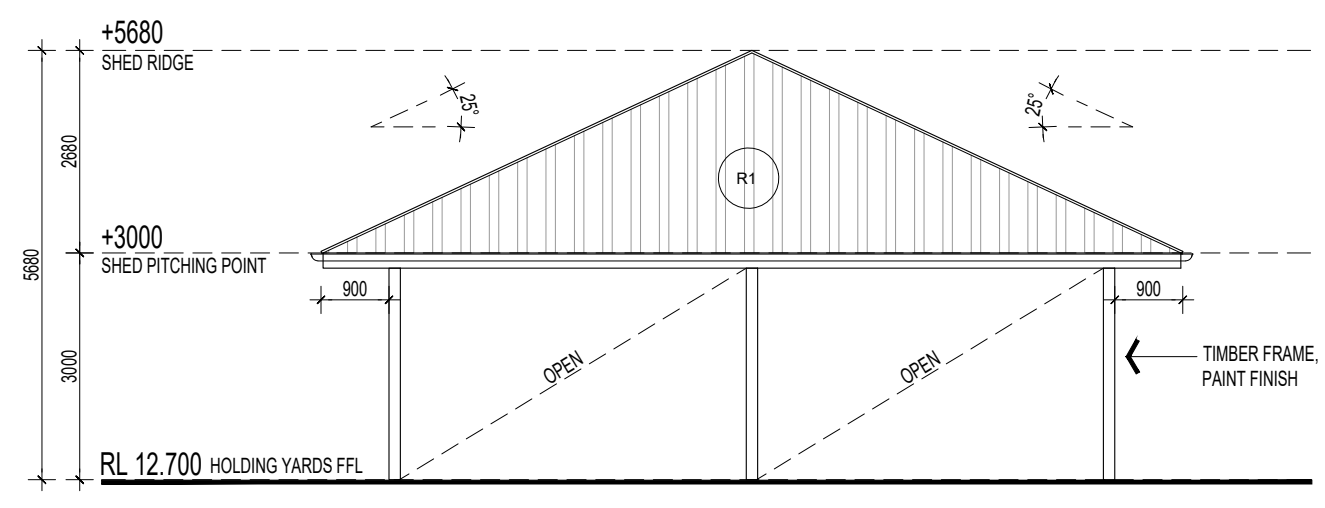 +5680
SHED RIDGE
25°
25°
2680
R1
+3000
SHED PITCHING POINT
5680
900
900
3000
OPEN
OPEN
TIMBER FRAME,
PAINT FINISH
RL 12.700 HOLDING YARDS FFL